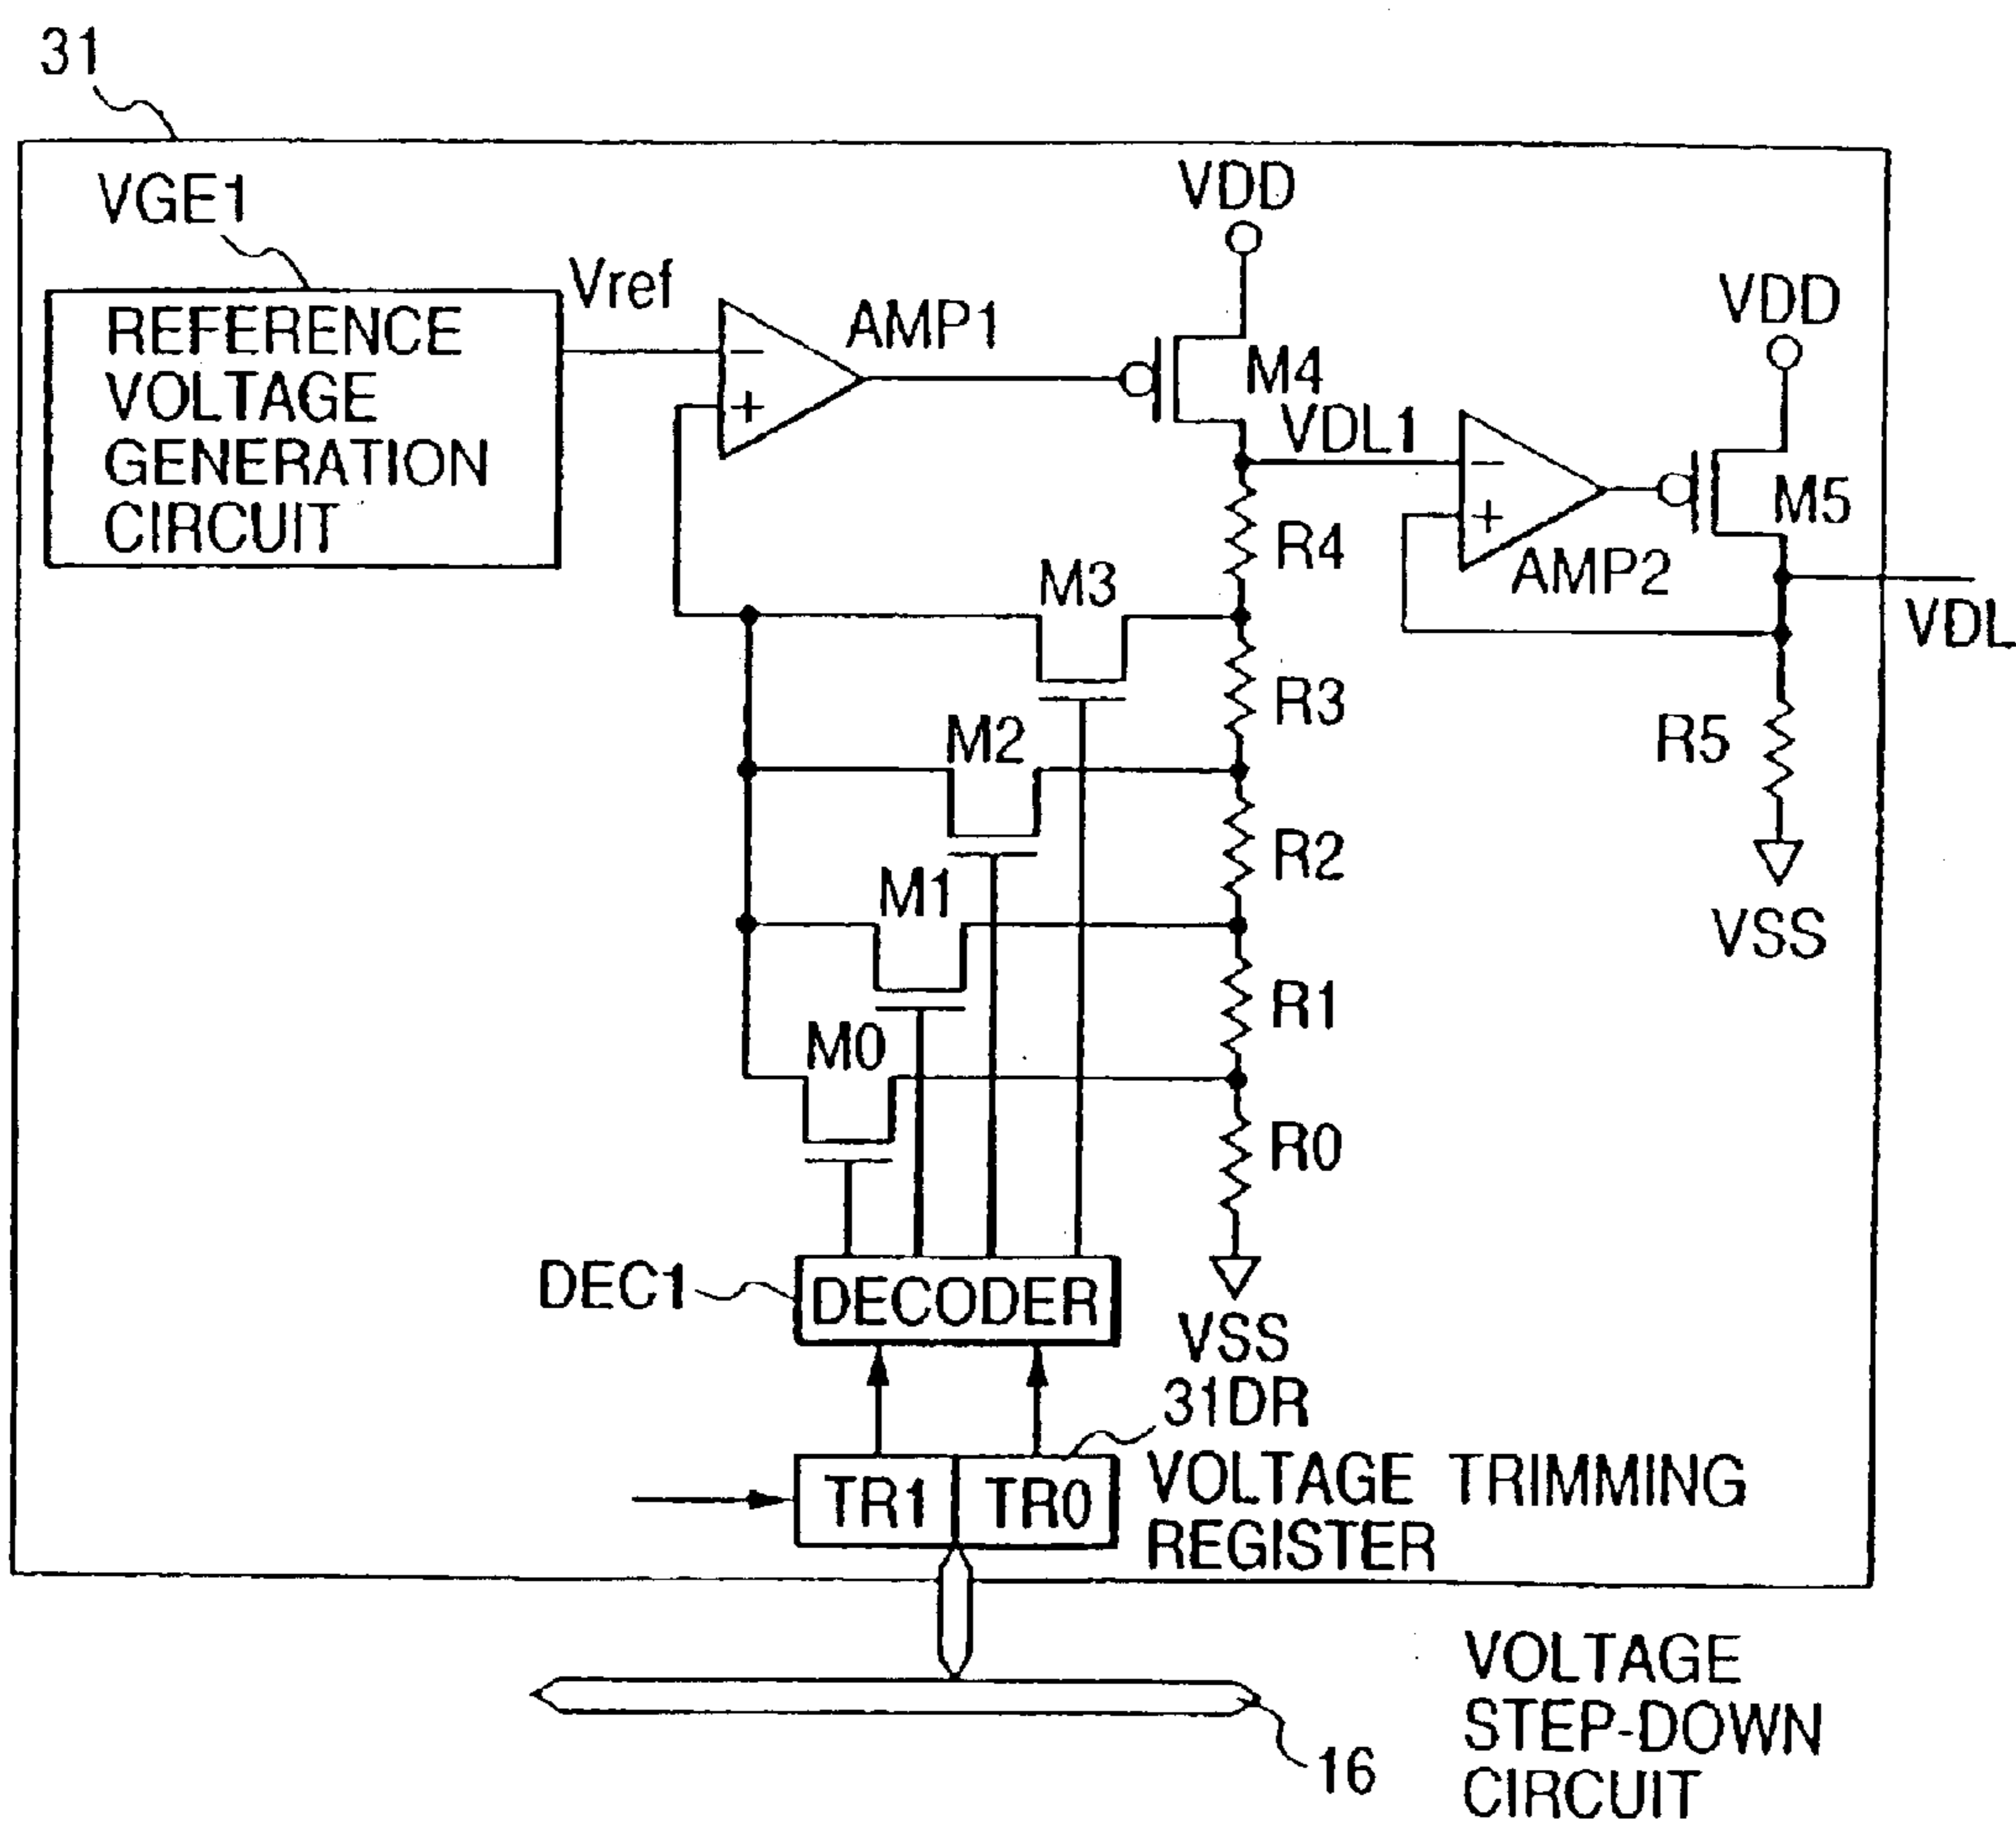 31
VGE1
VDD
Vref
REFERENCE
VOLTAGE
GENERATION
CIRCUIT
−
+
AMP1
M4
VDL1
VDD
−
+
M5
AMP2
R4
VDL
M3
R3
R5
M2
R2
M1
VSS
R1
M0
R0
DEC1
DECODER
VSS
31DR
TR1
TR0
VOLTAGE TRIMMING
REGISTER
16
VOLTAGE
STEP-DOWN
CIRCUIT